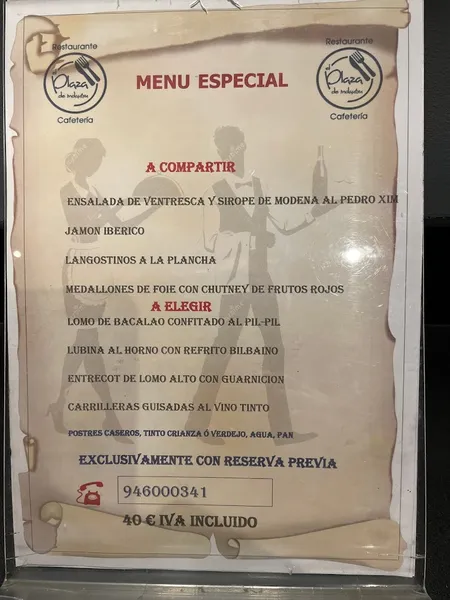 Restaurante
Plaza
Cafetería
Restaurante
Plaza
Cafetería
MENU ESPECIAL
A COMPARTIR
ENSALADA DE VENTRESCA Y SIROPE DE MODENA AL PEDRO XIM
JAMON IBERICO
LANGOSTINOS A LA PLANCHA
MEDALLONES DE FOIE CON CHUTNEY DE FRUTOS ROJOS
A ELEGIR
LOMO DE BACALAO CONFITADO AL PIL-PIL
LUBINA AL HORNO CON REFRITO BILBAINO
ENTRECOT DE LOMO ALTO CON GUARNICION
CARRILLERAS GUISADAS AL VINO TINTO
POSTRES CASEROS, TINTO CRIANZA Ó VERDEJO, AGUA, PAN
EXCLUSIVAMENTE CON RESERVA PREVIA
946000341
40 € IVA INCLUIDO